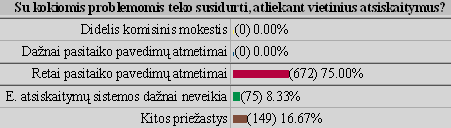 Su kokiomis problemomis teko susidurti, atliekant vietinius atsiskaitymus?
Didelis komisinis mokestis (0) 0.00%
Dažnai pasitaiko pavedimų atmetimai (0) 0.00%
Retai pasitaiko pavedimų atmetimai (672) 75.00%
E. atsiskaitymų sistemos dažnai neveikia (75) 8.33%
Kitos priežastys (149) 16.67%